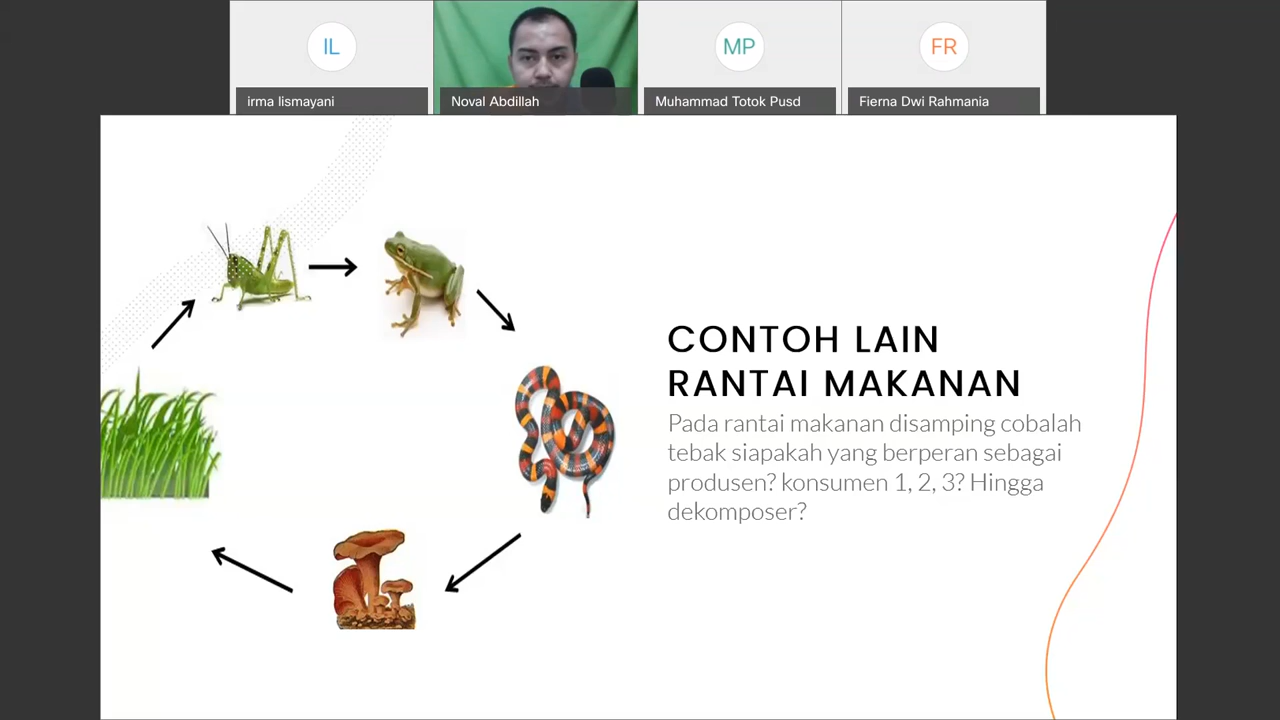 IL
MP
FR
irma lismayani
Noval Abdillah
Muhammad Totok Pusd
Fierna Dwi Rahmania
CONTOH LAIN
RANTAI MAKANAN
Pada rantai makanan disamping cobalah
tebak siapakah yang berperan sebagai
produsen? konsumen 1, 2, 3? Hingga
dekomposer?